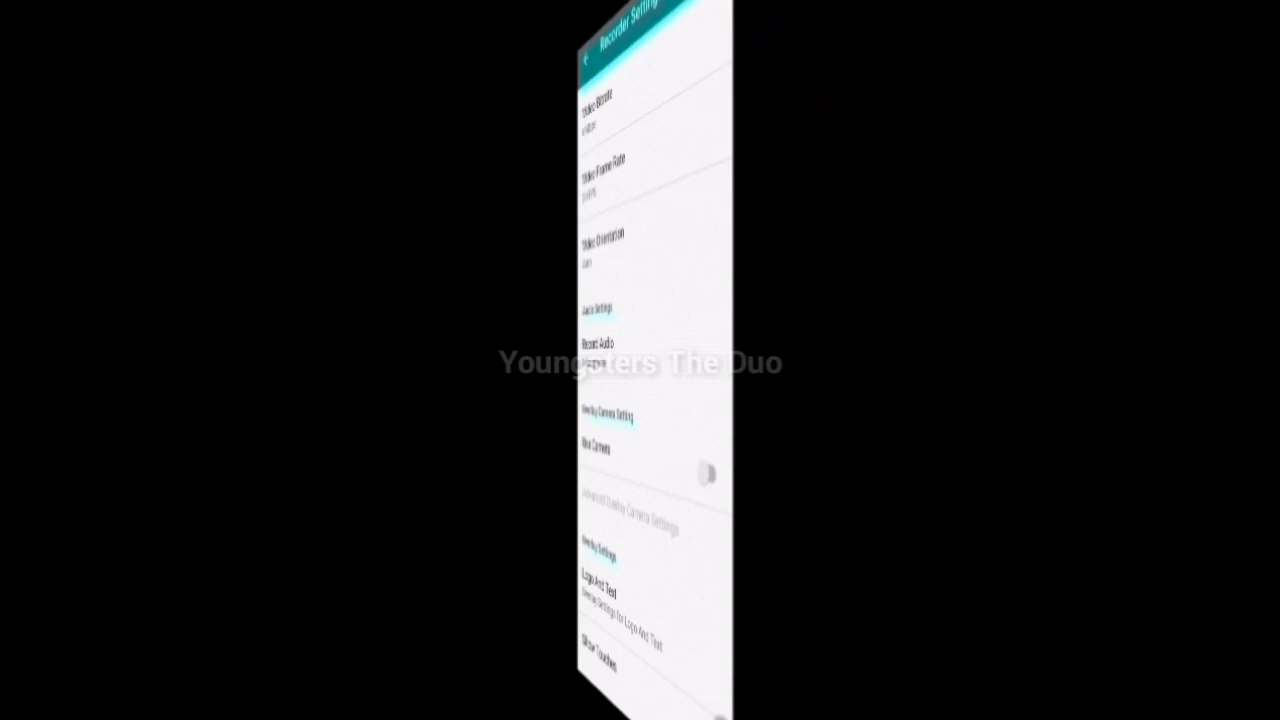 Recorder Settings
Video Bitrate
Video Frame Rate
Video Orientation
Auto
Audio Settings
Record Audio
Youngsters The Duo
Overlay Camera Setting
Use Camera
Advanced Overlay Camera Settings
Overlay Settings
Logo And Text
Overlay Settings for Logo And Text
Show Touches